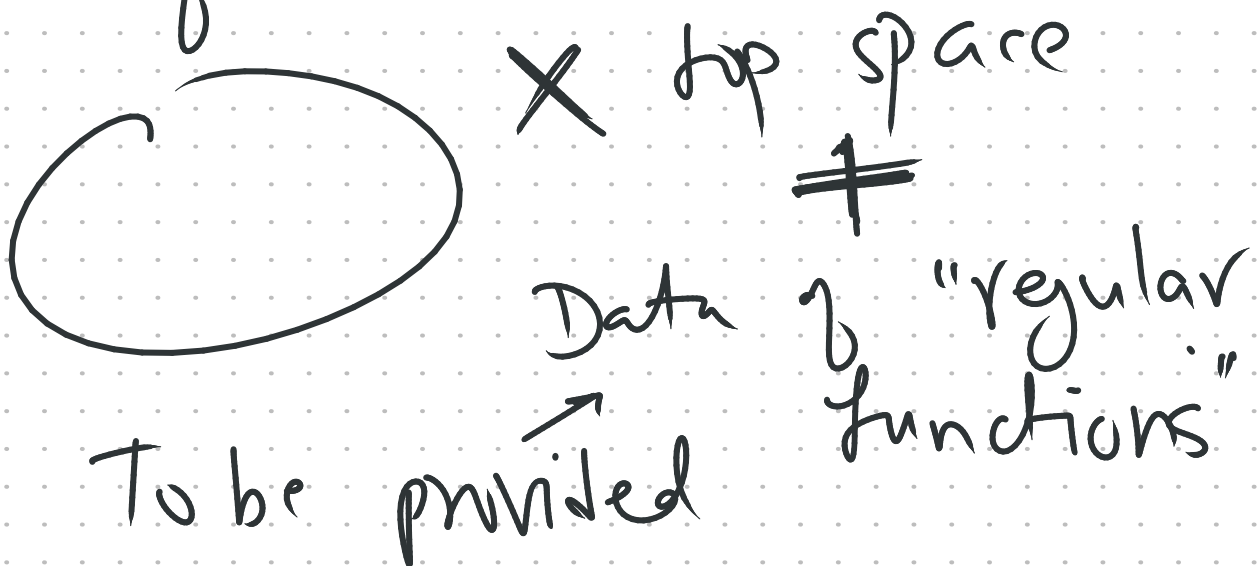 X top space
+
Data of "regular
functions"
To be provided